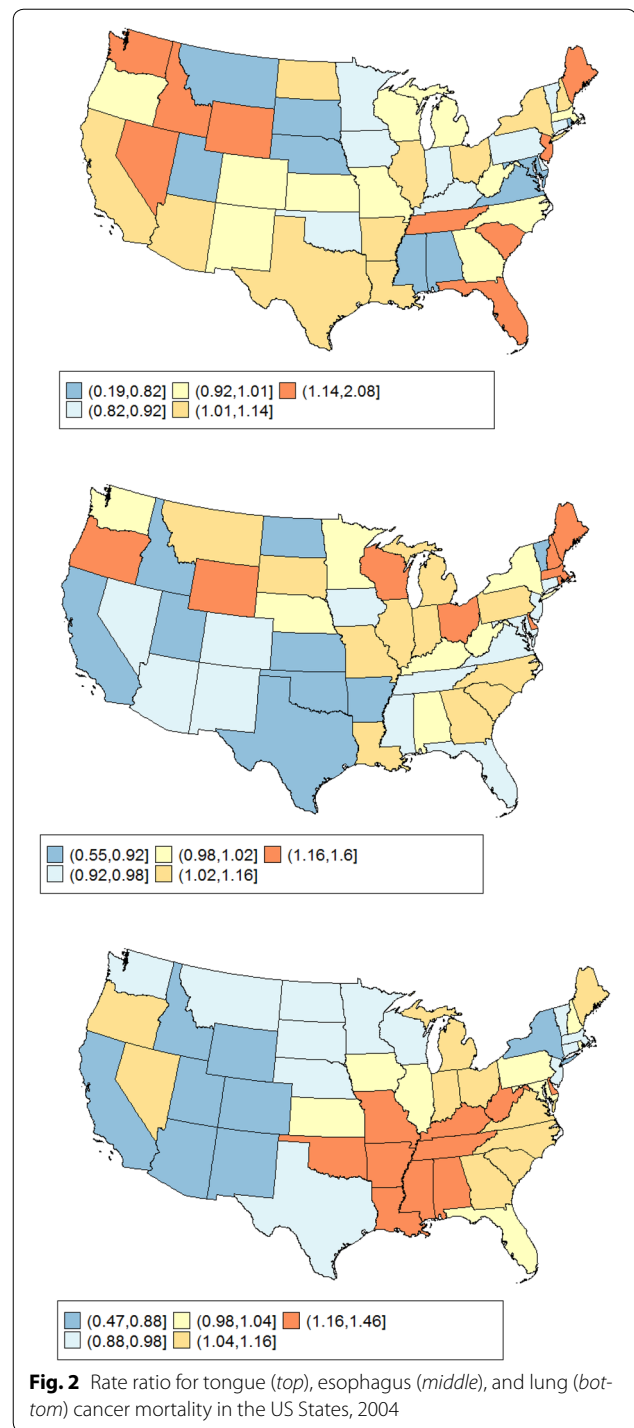 (0.19,0.82] (0.92,1.01] (1.14,2.08]
(0.82,0.92] (1.01,1.14]
(0.55,0.92] (0.98,1.02] (1.16,1.6]
(0.92,0.98] (1.02,1.16]
(0.47,0.88] (0.98,1.04] (1.16,1.46]
(0.88,0.98] (1.04,1.16]
Fig. 2 Rate ratio for tongue (top), esophagus (middle), and lung (bot-
tom) cancer mortality in the US States, 2004